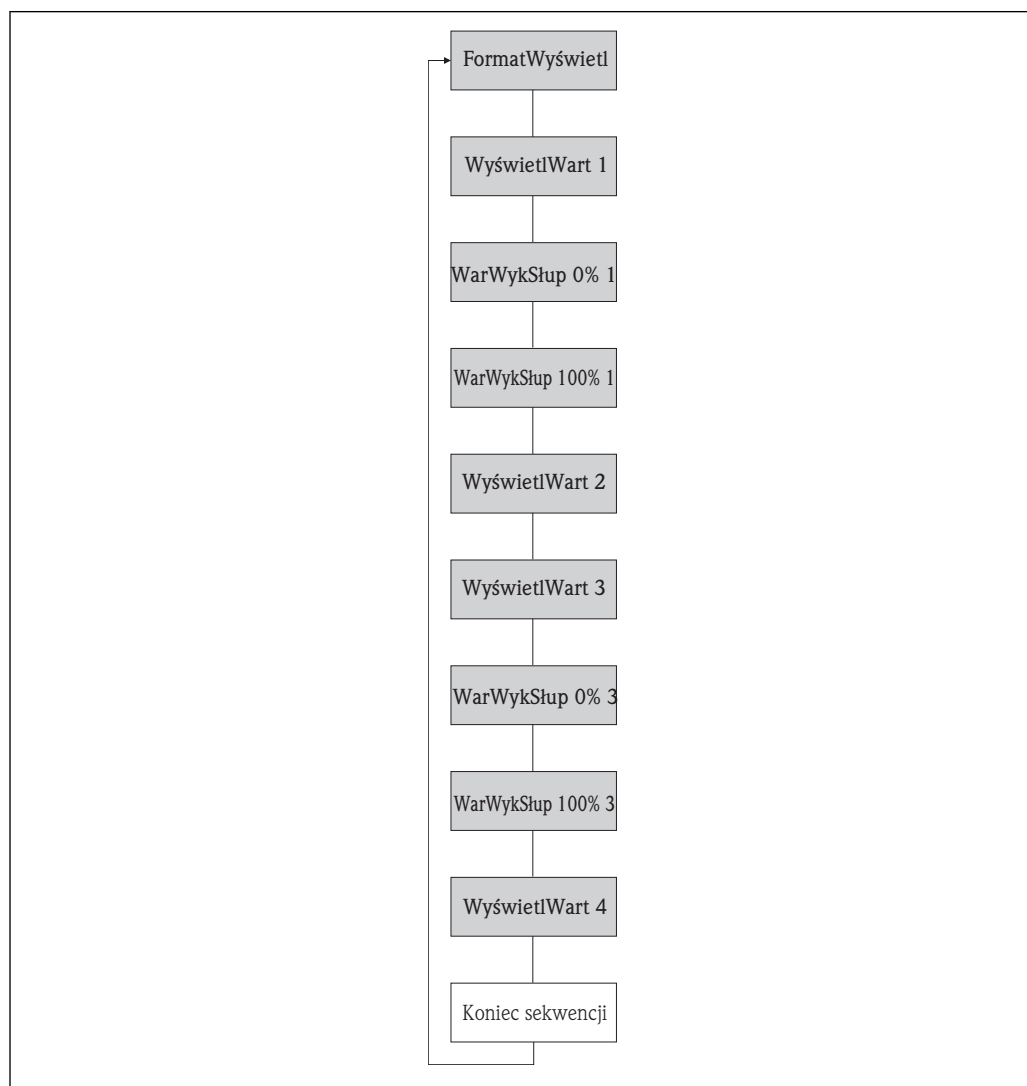 FormatWyświetl
WyświetlWart 1
WarWykSłup 0% 1
WarWykSłup 100% 1
WyświetlWart 2
WyświetlWart 3
WarWykSłup 0% 3
WarWykSłup 100% 3
WyświetlWart 4
Koniec sekwencji